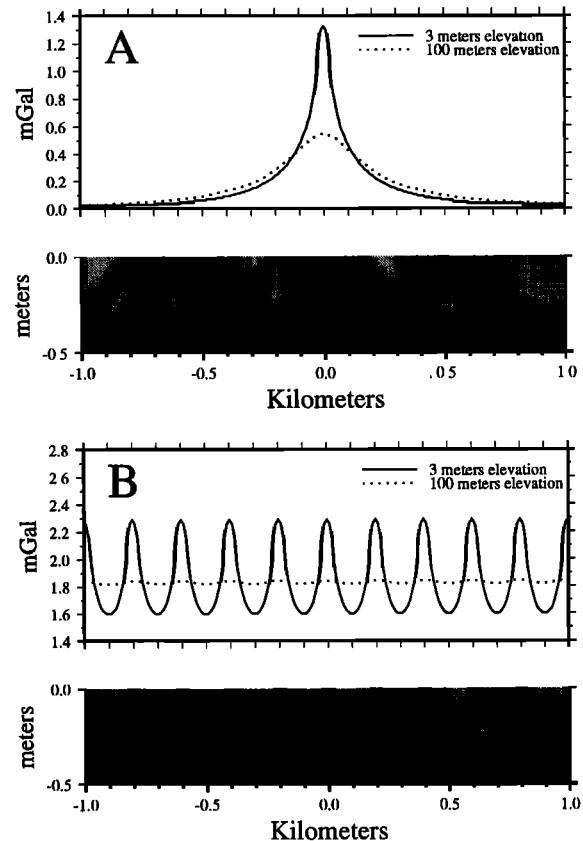 A
1.4
1.2
1.0
0.8
0.6
0.4
0.2
0.0
mGal
3 meters elevation
100 meters elevation
0.0
-0 5
meters
-1.0 -0.5 0.0 .0 5 1 0
Kilometers
B
2.8
2.6
2.4
2.2
2.0
1.8
1.6
1.4
mGal
3 meters elevation
100 meters elevation
0.0
-0.5
meters
-1.0 -0.5 0.0 0.5 1.0
Kilometers